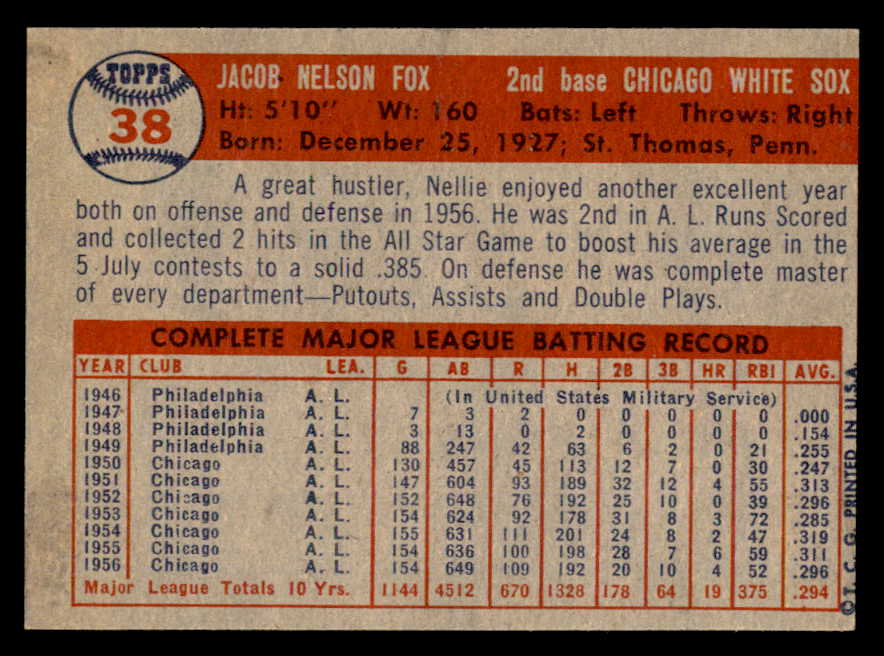 TOPPS
38
JACOB NELSON FOX 2nd base CHICAGO WHITE SOX
Ht: 5'10" Wt: 160 Bats: Left Throws: Right
Born: December 25, 1927; St. Thomas, Penn.
A great hustler, Nellie enjoyed another excellent year
both on offense and defense in 1956. He was 2nd in A. L. Runs Scored
and collected 2 hits in the All Star Game to boost his average in the
5 July contests to a solid .385. On defense he was complete master
of every department—Putouts, Assists and Double Plays.
COMPLETE MAJOR LEAGUE BATTING RECORD
YEAR CLUB LEA. G AB R H 2B 3B HR RBI AVG.
1946 Philadelphia A. L. (In United States Military Service)
1947 Philadelphia A. L. 7 3 2 0 0 0 0 0 .000
1948 Philadelphia A. L. 3 13 0 2 0 0 0 0 .154
1949 Philadelphia A. L. 88 247 42 63 6 2 0 21 .255
1950 Chicago A. L. 130 457 45 113 12 7 0 30 .247
1951 Chicago A. L. 147 604 93 189 32 12 4 55 .313
1952 Chicago A. L. 152 648 76 192 25 10 0 39 .296
1953 Chicago A. L. 154 624 92 178 31 8 3 72 .285
1954 Chicago A. L. 155 631 111 201 24 8 2 47 .319
1955 Chicago A. L. 154 636 100 198 28 7 6 59 .311
1956 Chicago A. L. 154 649 109 192 20 10 4 52 .296
Major League Totals 10 Yrs. 1144 4512 670 1328 178 64 19 375 .294
©T. C. G. PRINTED IN U.S.A.